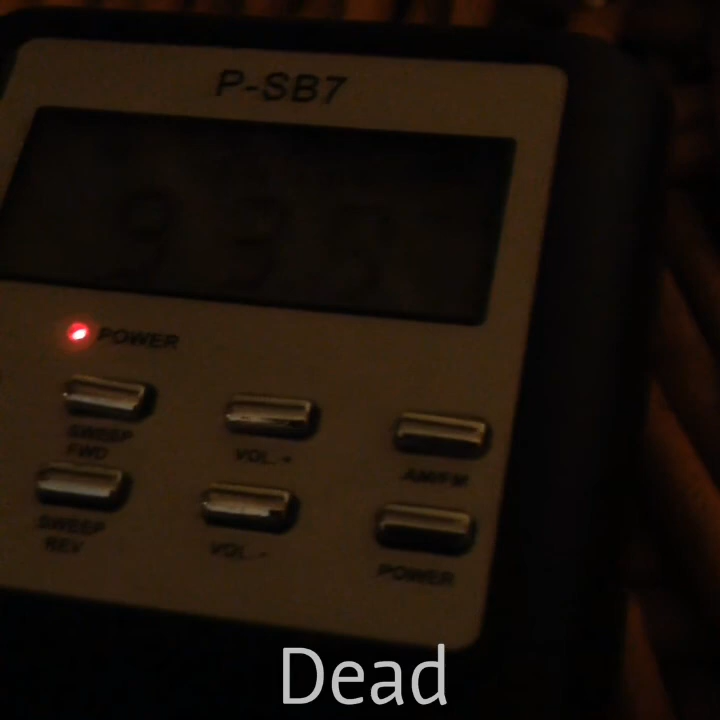 P-SB7
POWER
SWEEP
FWD
VOL. +
AM/FM
SWEEP
REV
VOL. -
POWER
Dead